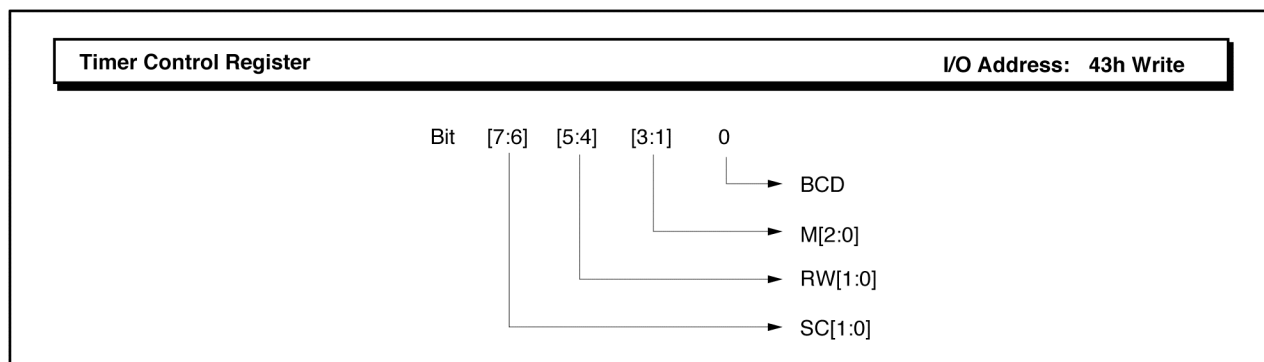 Timer Control Register I/O Address: 43h Write
Bit [7:6] [5:4] [3:1] 0
BCD
M[2:0]
RW[1:0]
SC[1:0]